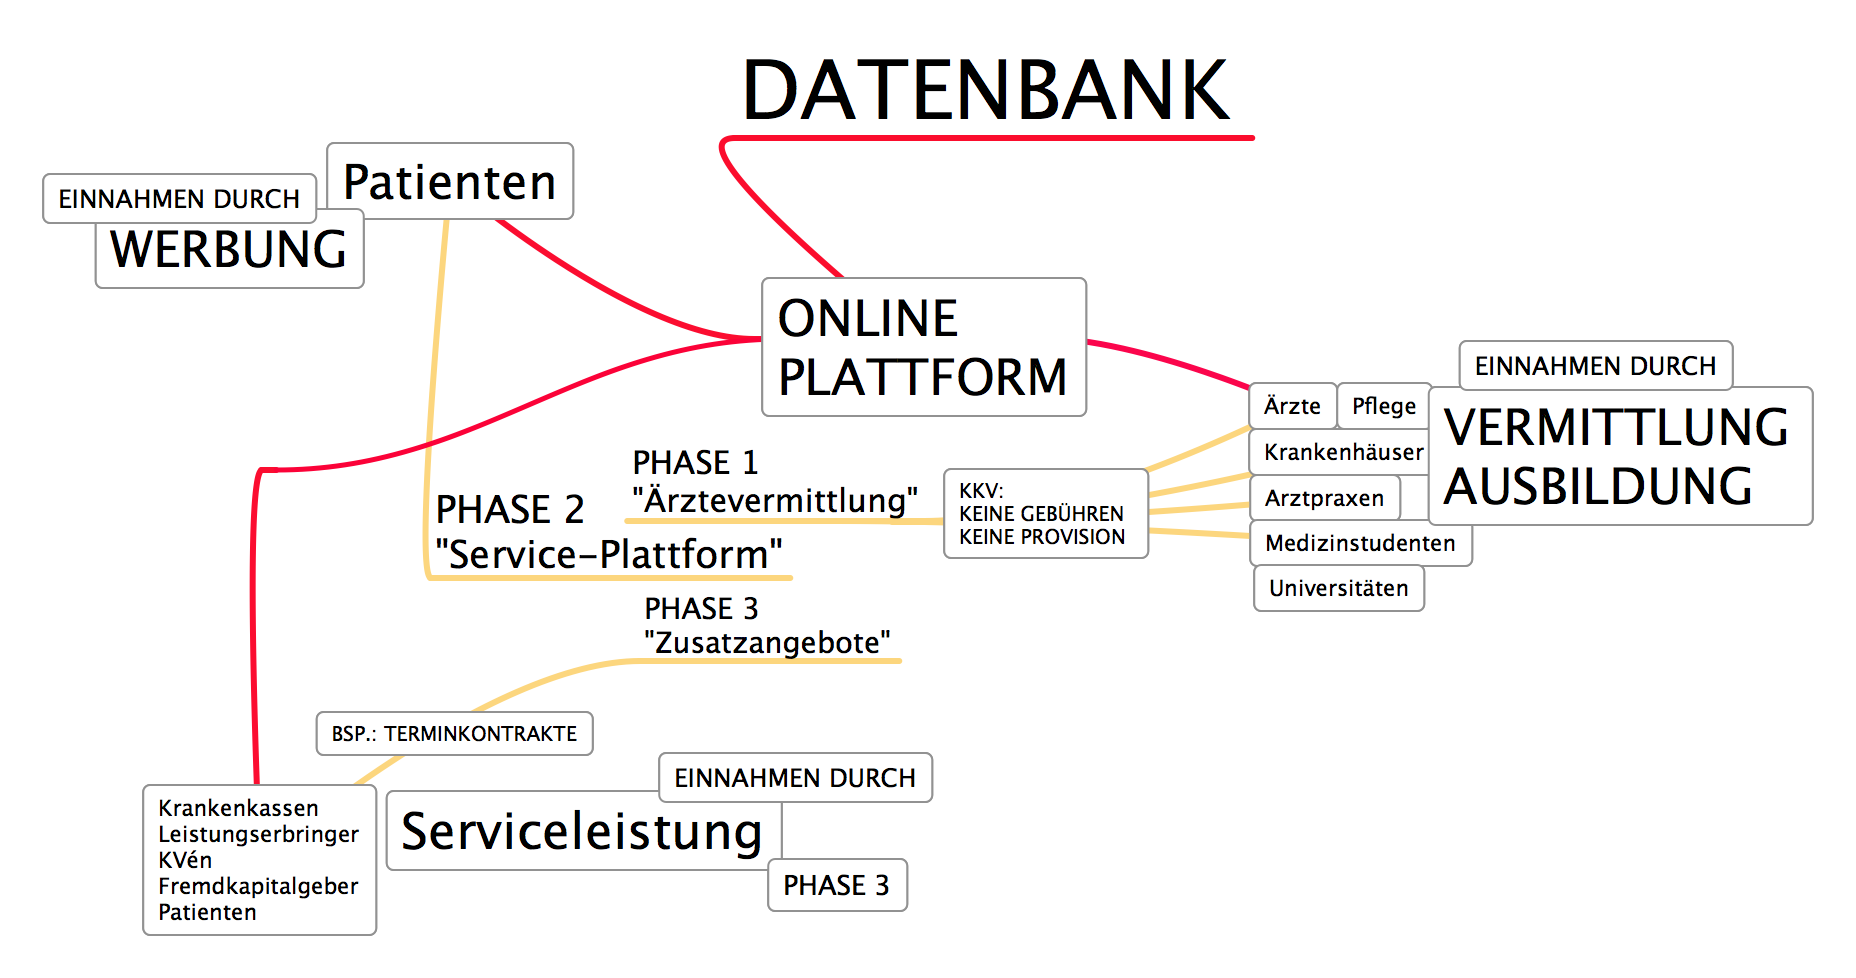 DATENBANK
Patienten
EINNAHMEN DURCH
WERBUNG
ONLINE
PLATTFORM
EINNAHMEN DURCH
VERMITTLUNG
AUSBILDUNG
Ärzte
Pflege
Krankenhäuser
Arztpraxen
Medizinstudenten
Universitäten
PHASE 1
"Ärztevermittlung"
KKV:
KEINE GEBÜHREN
KEINE PROVISION
PHASE 2
"Service-Plattform"
PHASE 3
"Zusatzangebote"
BSP.: TERMINKONTRAKTE
EINNAHMEN DURCH
Serviceleistung
PHASE 3
Krankenkassen
Leistungserbringer
KVén
Fremdkapitalgeber
Patienten